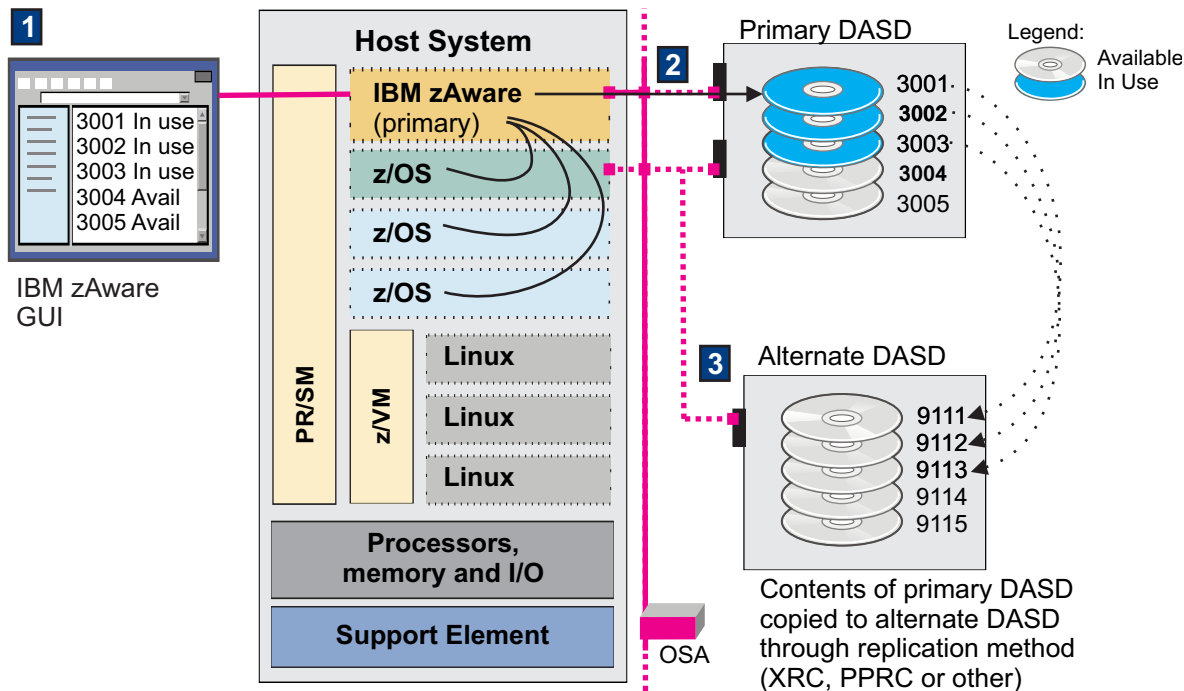 1
3001 In use
3002 In use
3003 In use
3004 Avail
3005 Avail
IBM zAware
GUI
Host System
PR/SM
IBM zAware
(primary)
z/OS
z/OS
z/OS
z/VM
Linux
Linux
Linux
Processors,
memory and I/O
Support Element
OSA
2
Primary DASD
3001
3002
3003
3004
3005
Legend:
Available
In Use
3
Alternate DASD
9111
9112
9113
9114
9115
Contents of primary DASD
copied to alternate DASD
through replication method
(XRC, PPRC or other)